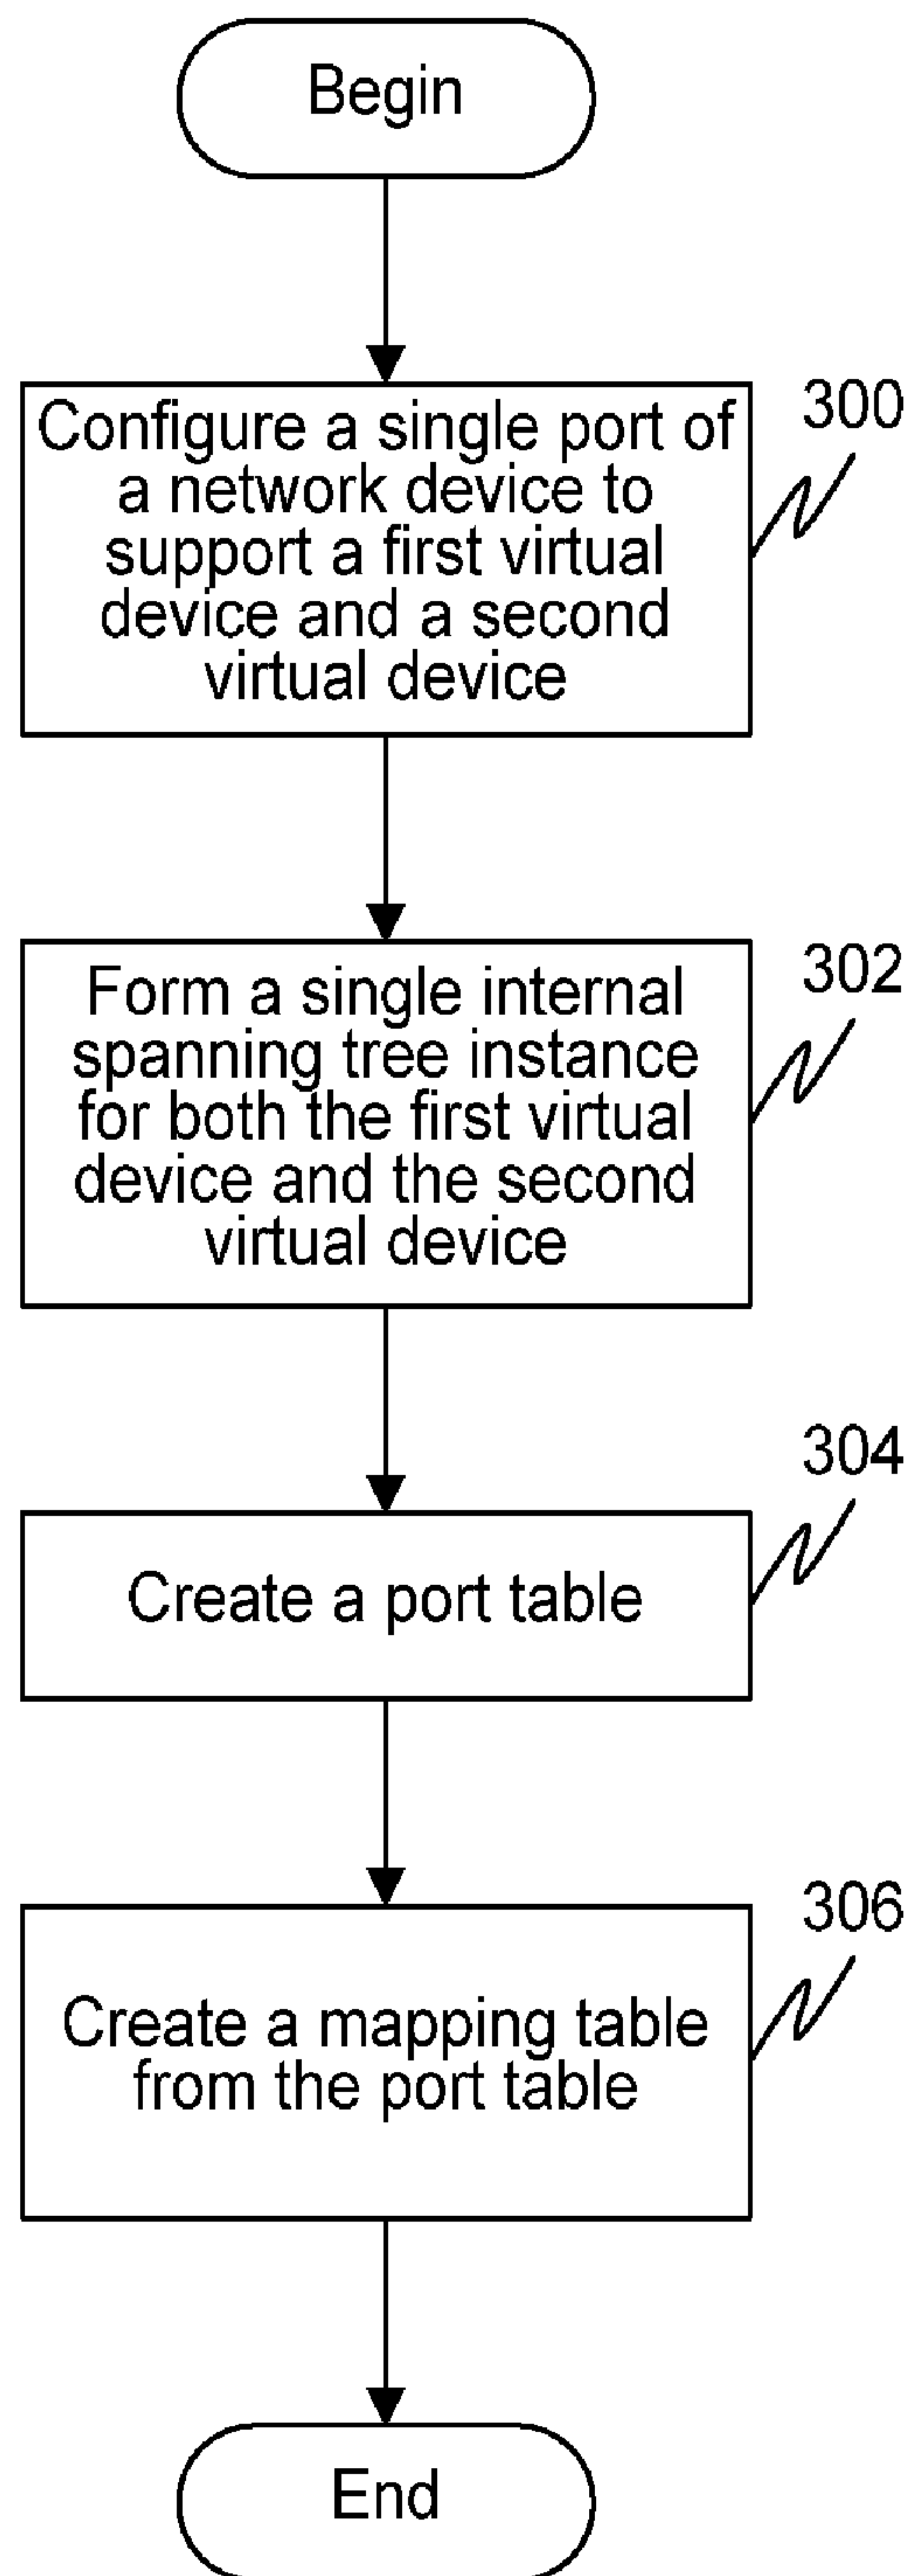 Begin
300
Configure a single port of
a network device to
support a first virtual
device and a second
virtual device
302
Form a single internal
spanning tree instance
for both the first virtual
device and the second
virtual device
304
Create a port table
306
Create a mapping table
from the port table
End